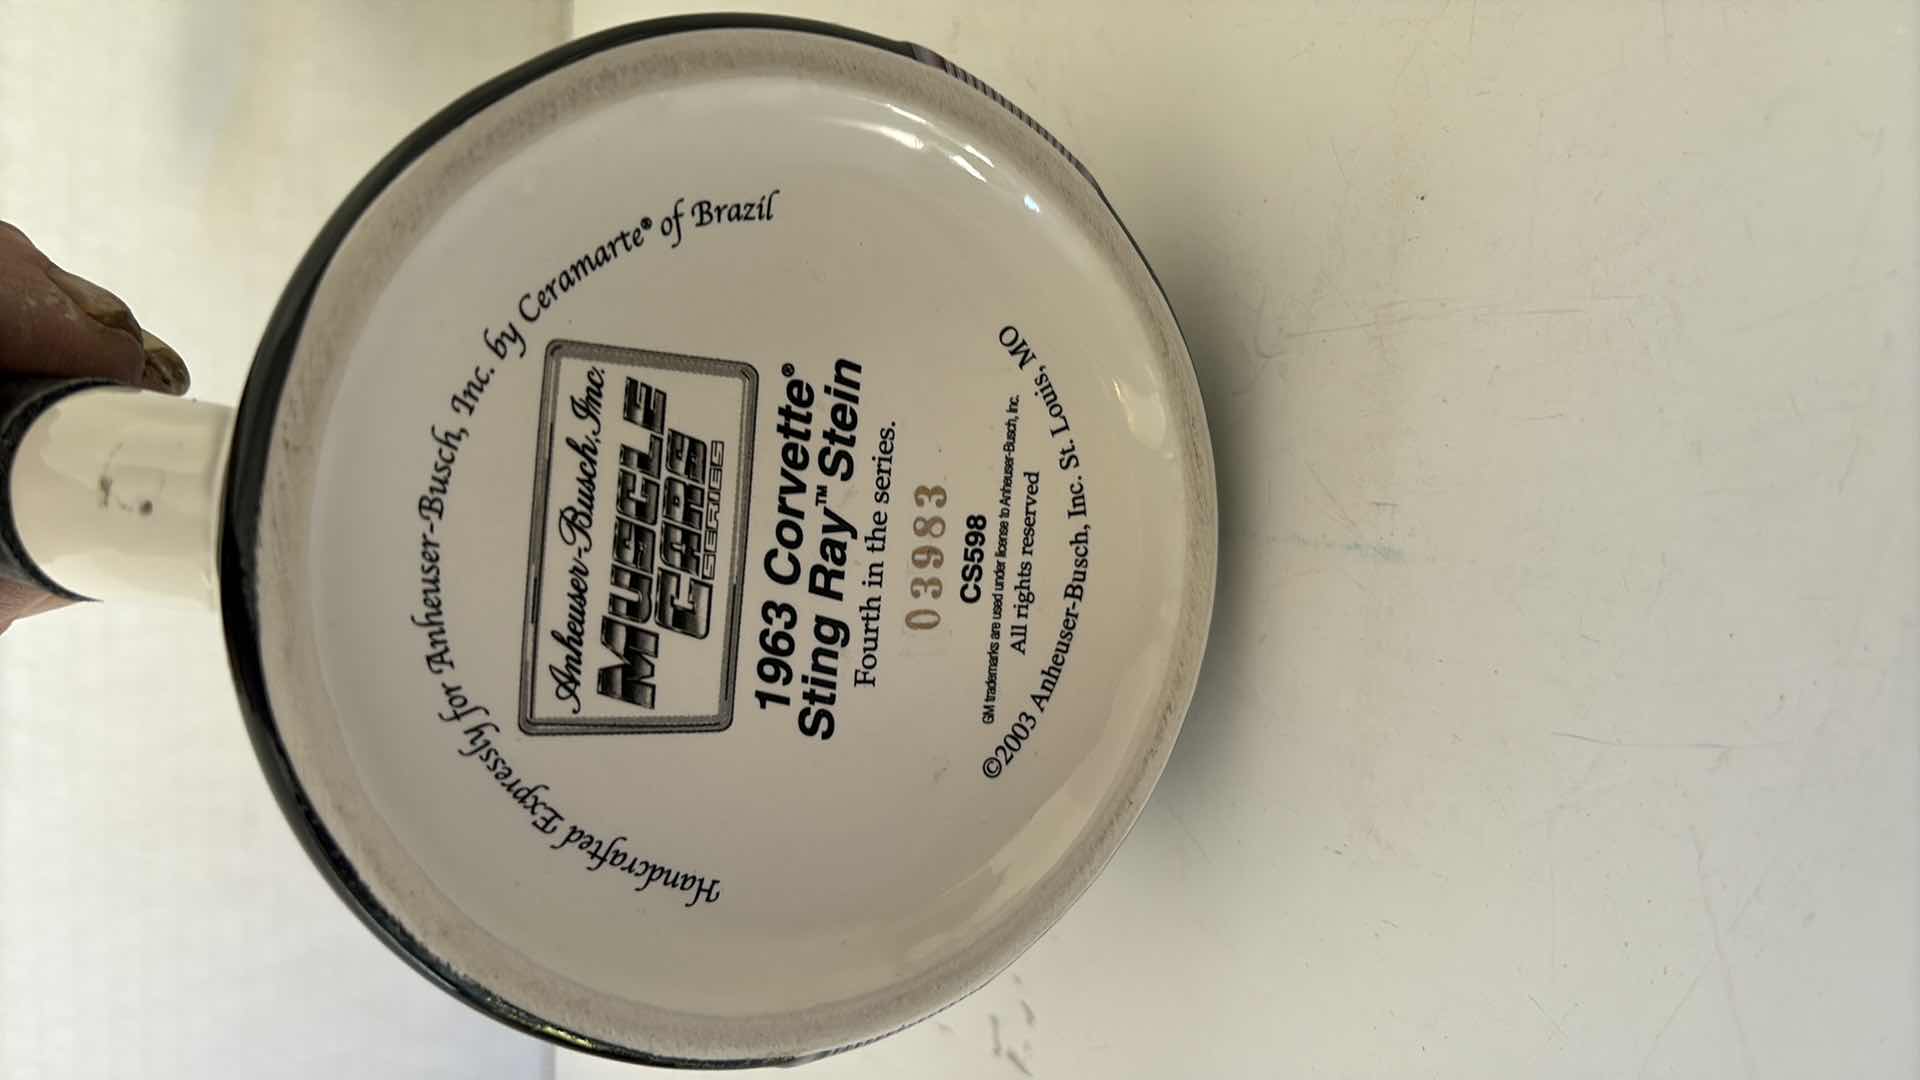 Handcrafted Expressly for Anheuser-Busch, Inc. by Ceramarte® of Brazil
Anheuser-Busch, Inc.
MUSCLE
CARS
SERIES
1963 Corvette®
Sting Ray™ Stein
Fourth in the series.
03983
CS598
GM trademarks are used under license to Anheuser-Busch, Inc.
All rights reserved
©2003 Anheuser-Busch, Inc. St. Louis, MO